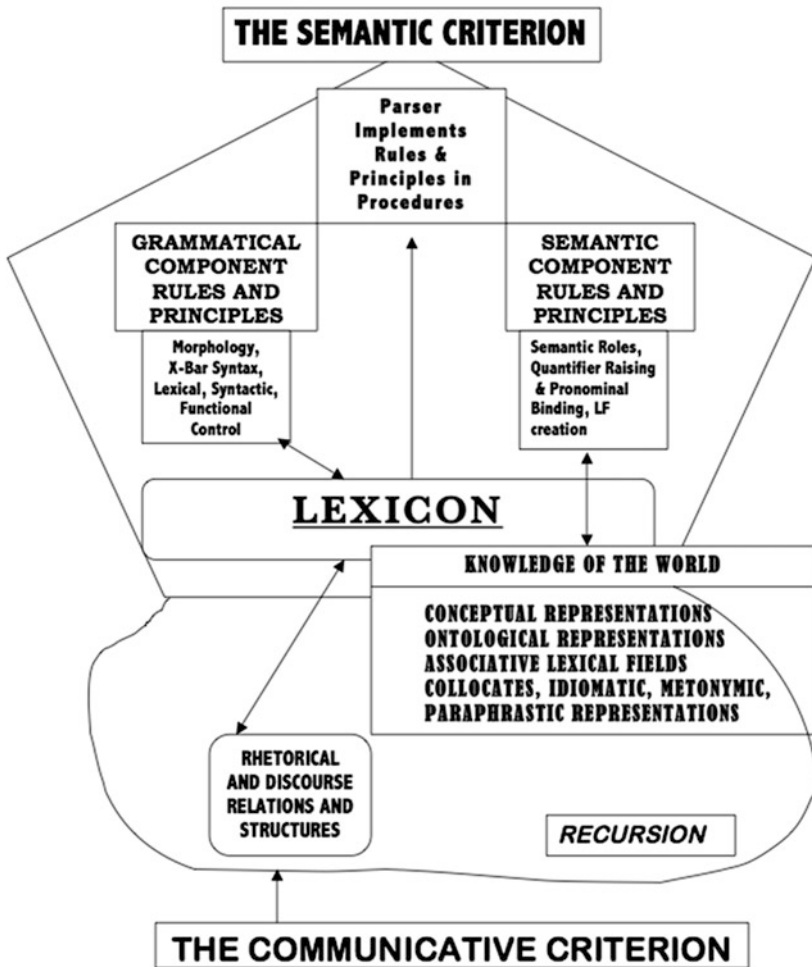 THE SEMANTIC CRITERION
Parser
Implements
Rules &
Principles in
Procedures
GRAMMATICAL
COMPONENT
RULES AND
PRINCIPLES
Morphology,
X-Bar Syntax,
Lexical, Syntactic,
Functional
Control
SEMANTIC
COMPONENT
RULES AND
PRINCIPLES
Semantic Roles,
Quantifier Raising
& Pronominal
Binding, LF
creation
LEXICON
KNOWLEDGE OF THE WORLD
CONCEPTUAL REPRESENTATIONS
ONTOLOGICAL REPRESENTATIONS
ASSOCIATIVE LEXICAL FIELDS
COLLOCATES, IDIOMATIC, METONYMIC,
PARAPHRASTIC REPRESENTATIONS
RHETORICAL
AND DISCOURSE
RELATIONS AND
STRUCTURES
RECURSION
THE COMMUNICATIVE CRITERION